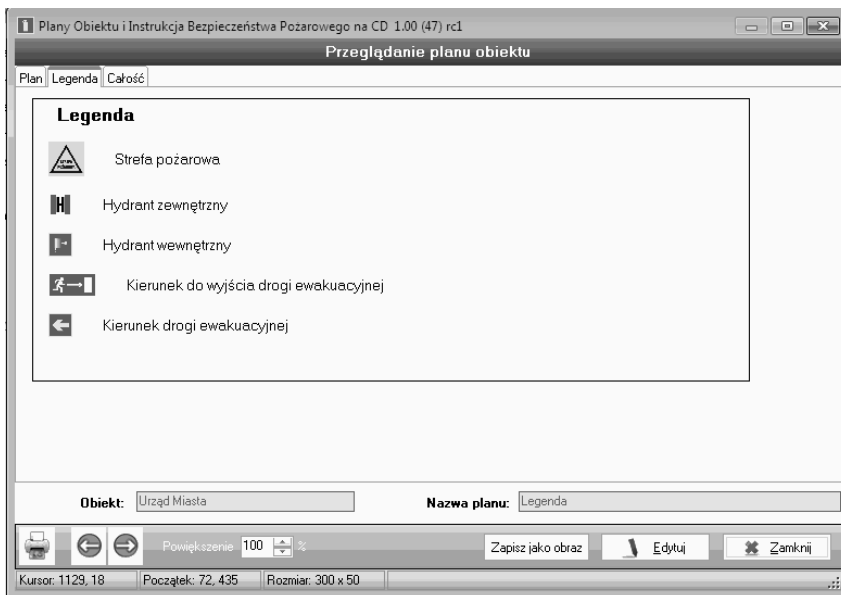 Plany Obiektu i Instrukcja Bezpieczeństwa Pożarowego na CD 1.00 (47) rc1
Przeglądanie planu obiektu
Plan Legenda Całość
Legenda
Strefa pożarowa
H Hydrant zewnętrzny
Hydrant wewnętrzny
Kierunek do wyjścia drogi ewakuacyjnej
Kierunek drogi ewakuacyjnej
Obiekt: Urząd Miasta Nazwa planu: Legenda
Powiększenie 100 % Zapisz jako obraz Edytuj Zamknij
Kursor: 1129, 18 Początek: 72, 435 Rozmiar: 300 x 50